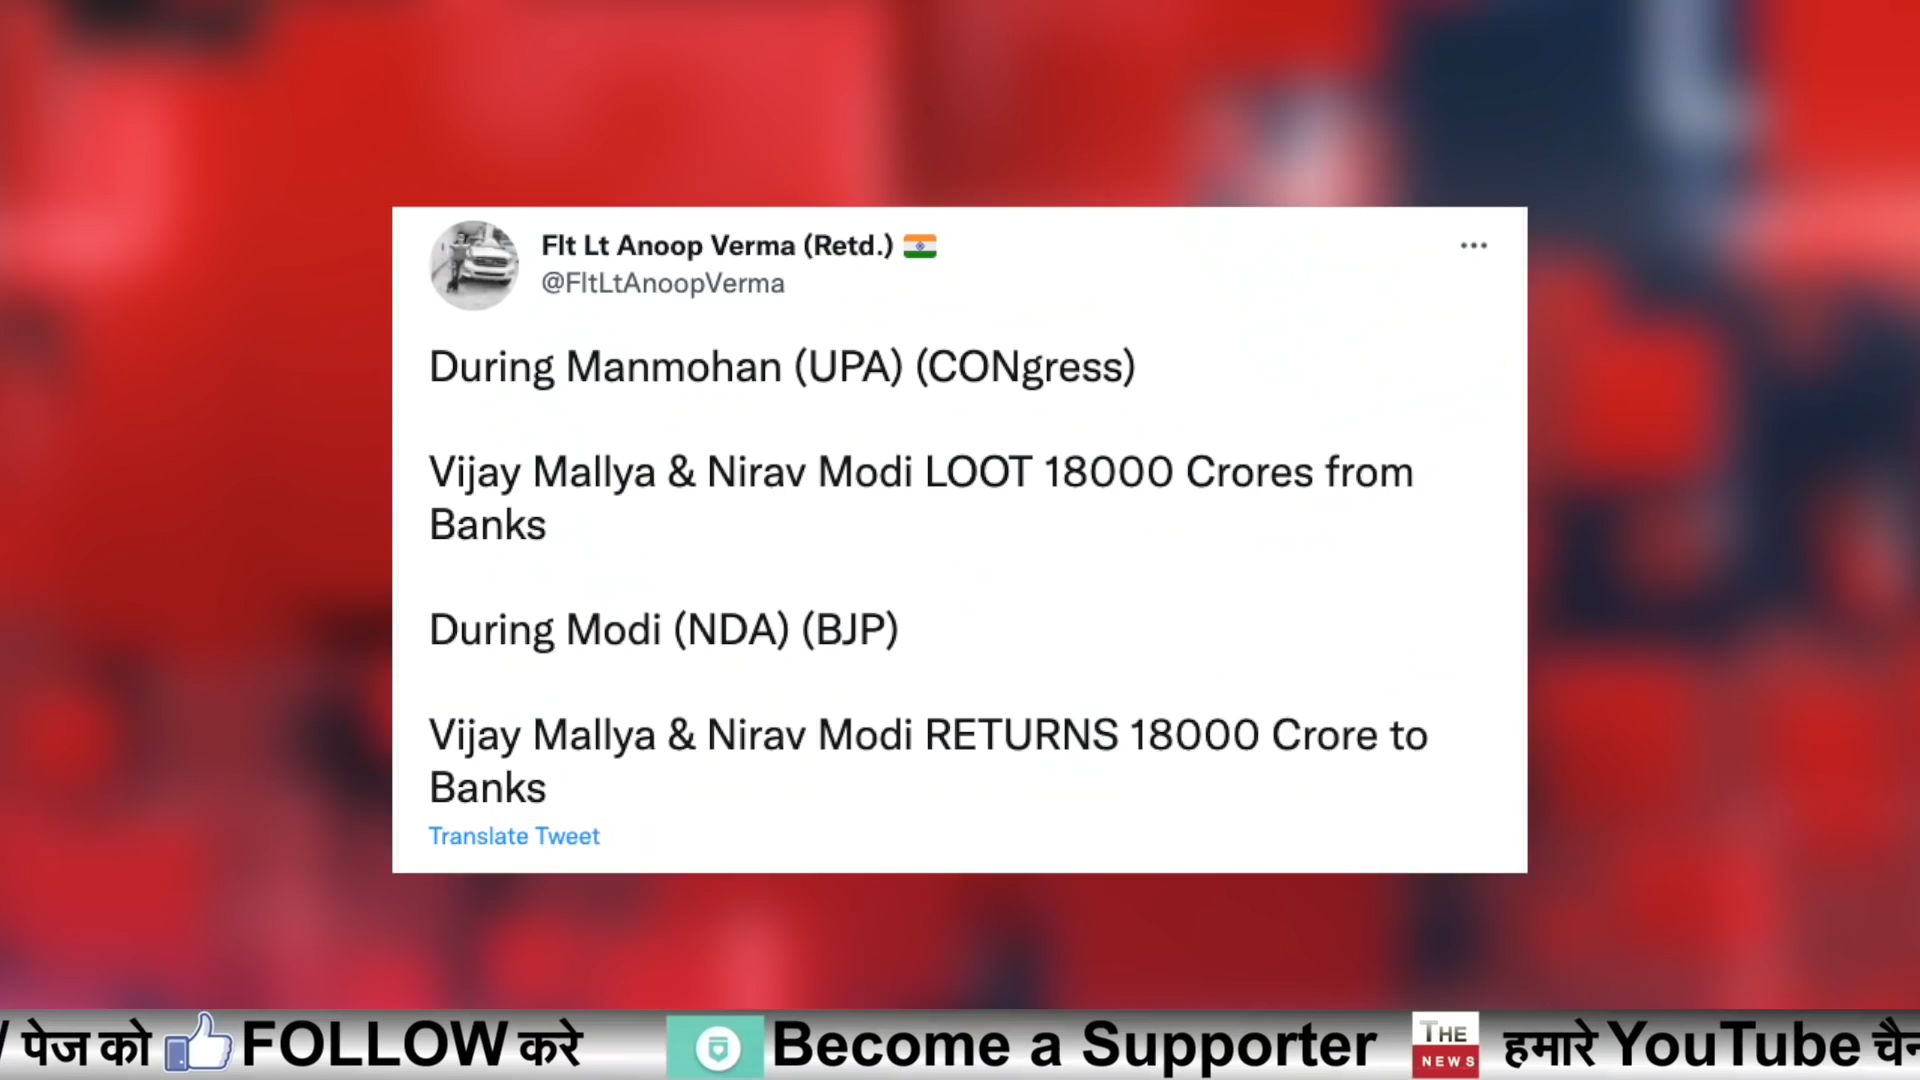 Flt Lt Anoop Verma (Retd.)
@FltLtAnoopVerma
During Manmohan (UPA) (CONgress)
Vijay Mallya & Nirav Modi LOOT 18000 Crores from
Banks
During Modi (NDA) (BJP)
Vijay Mallya & Nirav Modi RETURNS 18000 Crore to
Banks
Translate Tweet
/ पेज को FOLLOW करे Become a Supporter THE NEWS हमारे YouTube